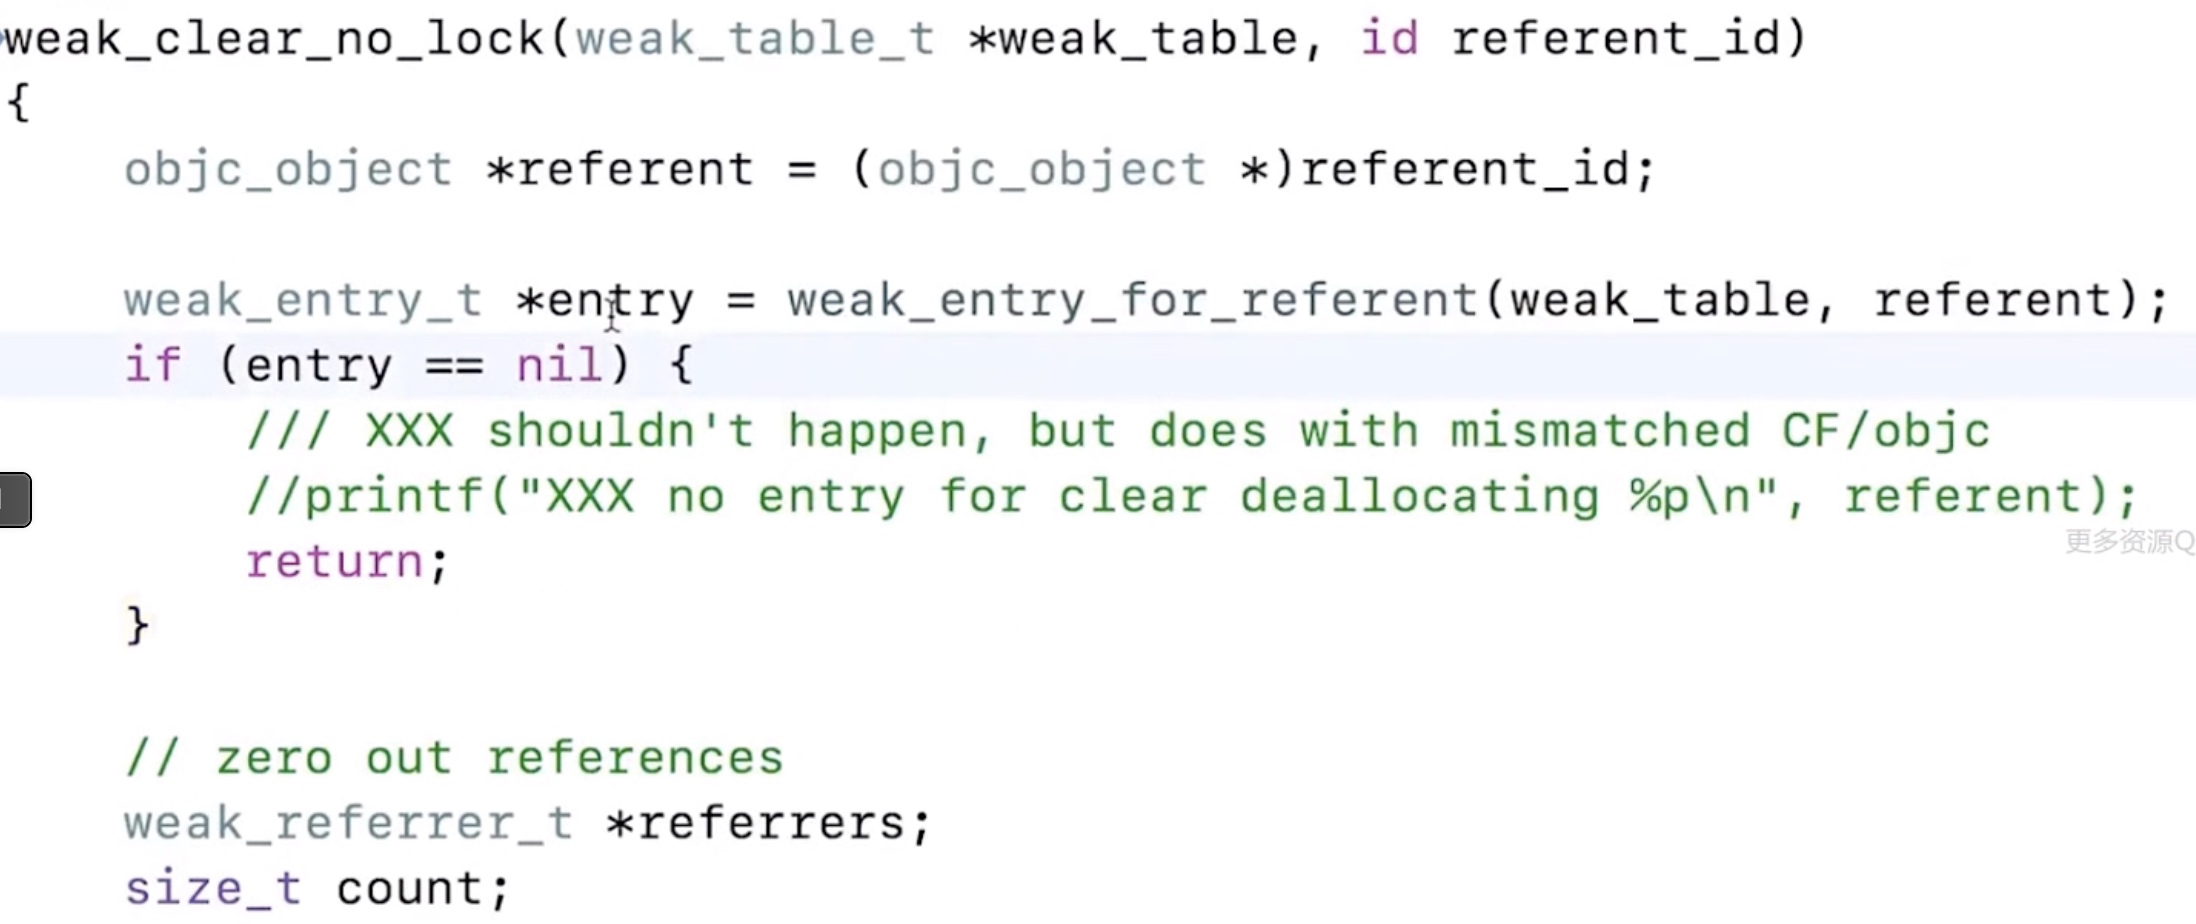 weak_clear_no_lock(weak_table_t *weak_table, id referent_id)
{
    objc_object *referent = (objc_object *)referent_id;

    weak_entry_t *entry = weak_entry_for_referent(weak_table, referent);
    if (entry == nil) {
        /// XXX shouldn't happen, but does with mismatched CF/objc
        //printf("XXX no entry for clear deallocating %p\n", referent);
更多资源Q
        return;
    }

    // zero out references
    weak_referrer_t *referrers;
    size_t count;